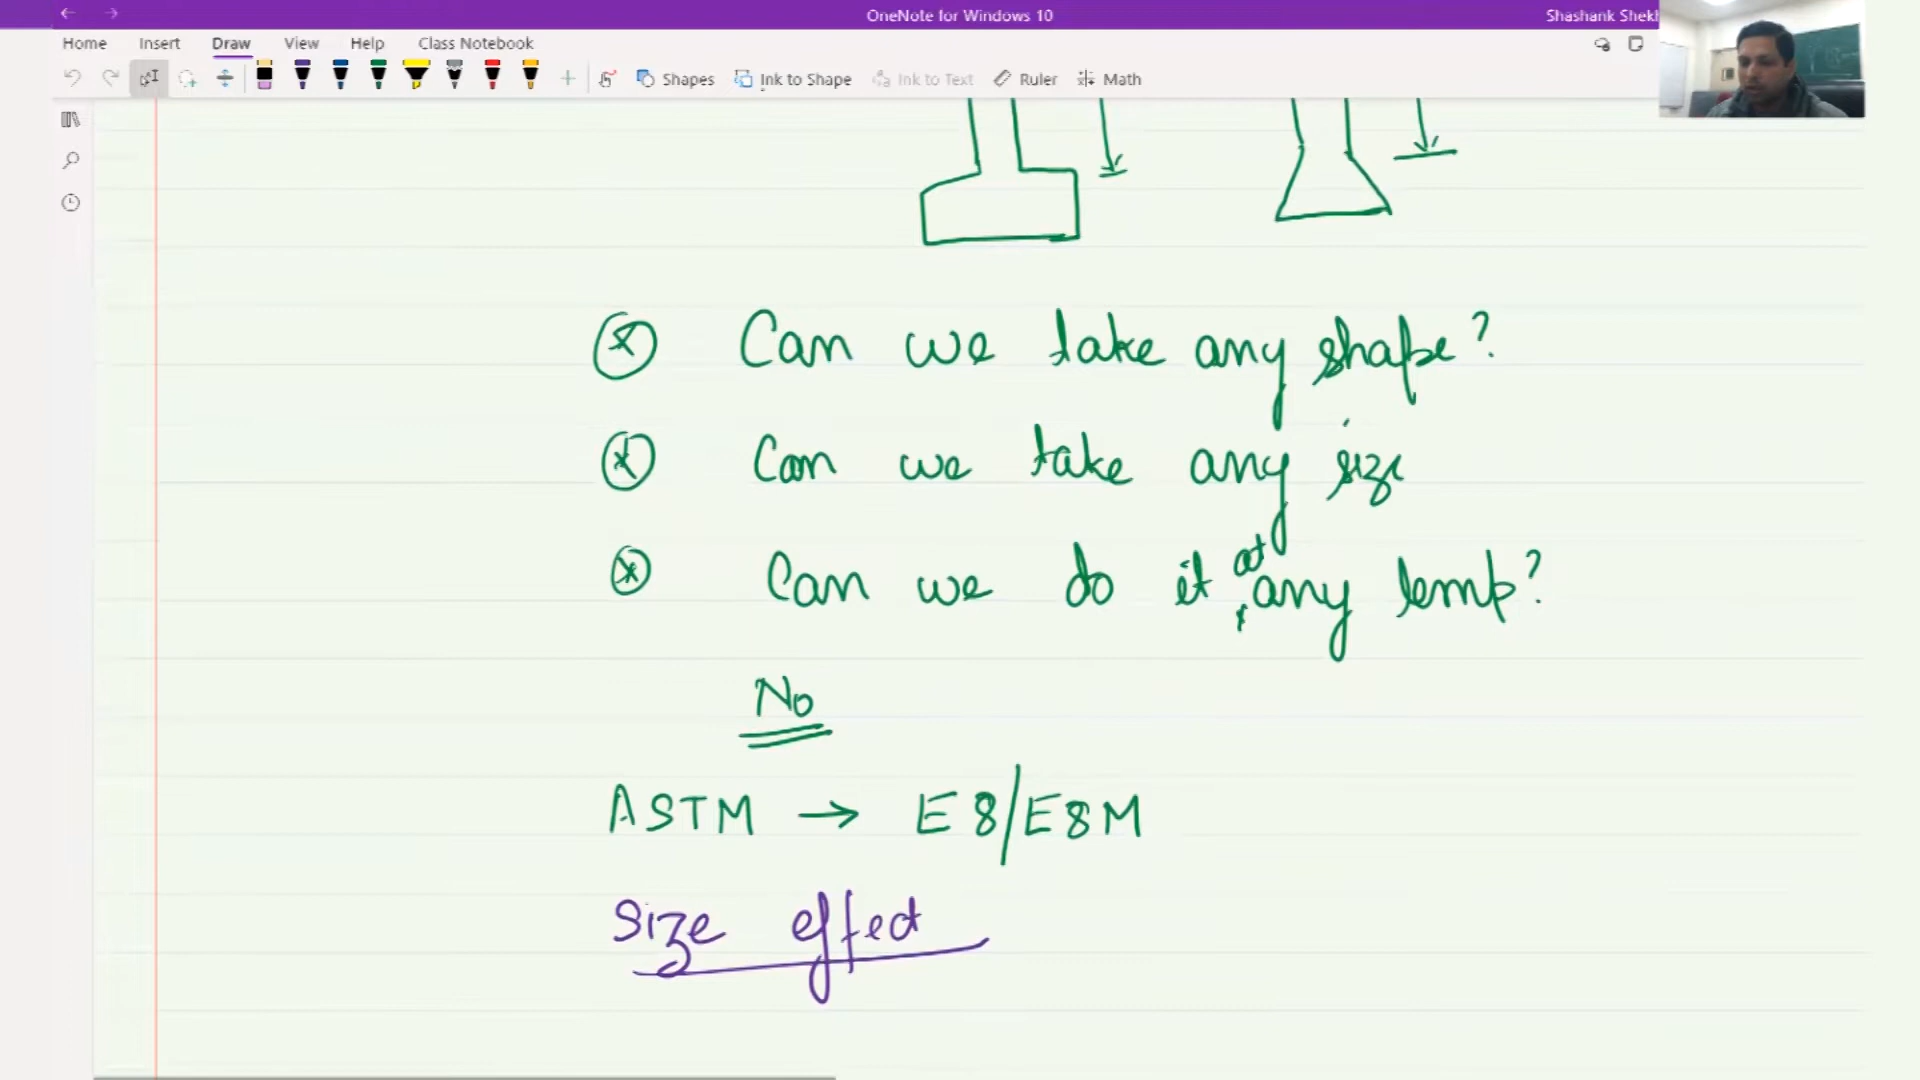 OneNote for Windows 10
Shashank Shekh
Home Insert Draw View Help Class Notebook
Shapes Ink to Shape Ink to Text Ruler Math
Can we take any shape?
Can we take any size
Can we do it at any temp?
No
ASTM → E8/E8M
Size effect